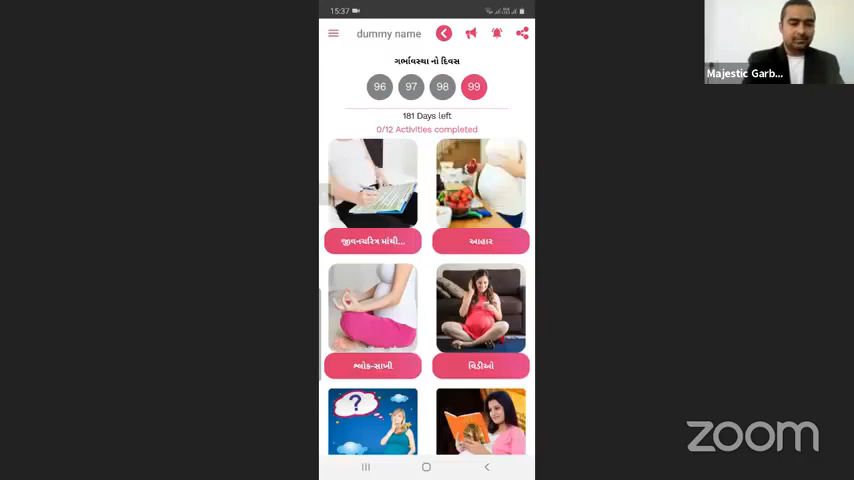 15:37
dummy name
Majestic Garb...
ગર્ભાવસ્થા નો દિવસ
96 97 98 99
181 Days left
0/12 Activities completed
જીવનચરિત્ર માંથી... આહાર
શ્લોક-સાખી વિડીઓ
?
zoom